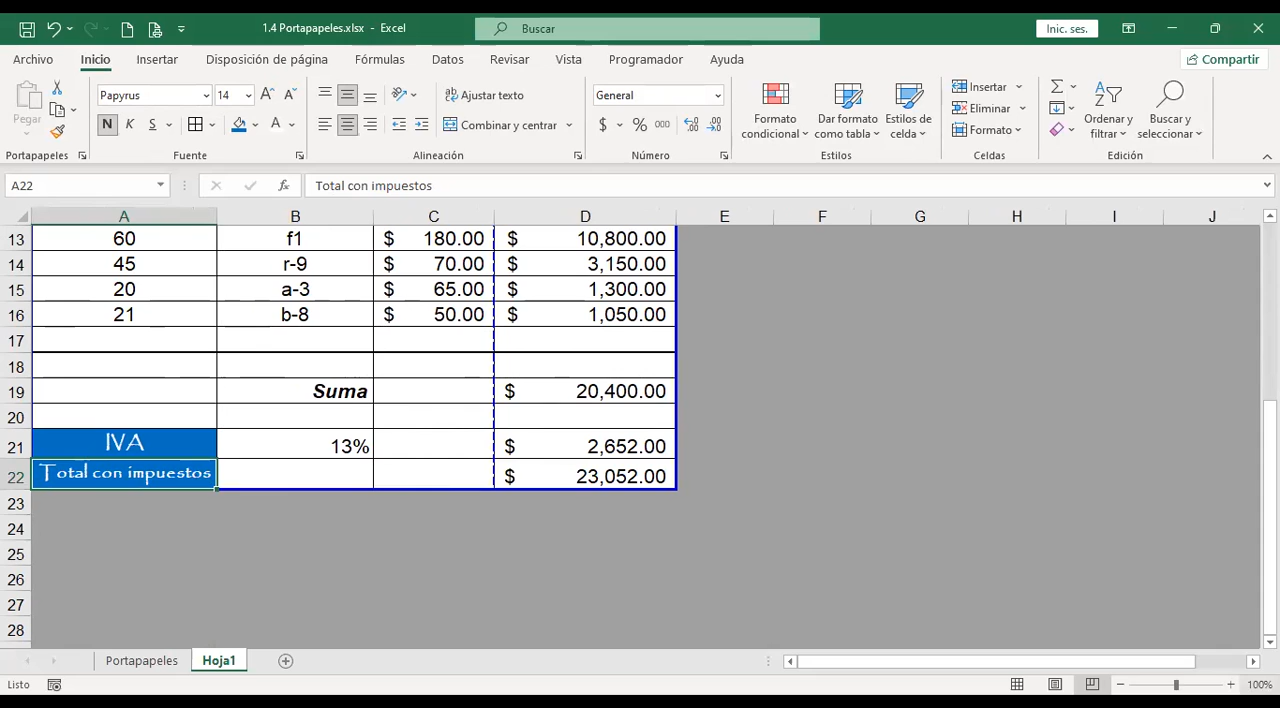 1.4 Portapapeles.xlsx - Excel
Buscar
Inic. ses.
Archivo Inicio Insertar Disposición de página Fórmulas Datos Revisar Vista Programador Ayuda
Compartir
Pegar
Portapapeles
Papyrus 14 A A
N K S A
Fuente
Ajustar texto
Combinar y centrar
Alineación
General
$ % 000
Número
Formato condicional
Dar formato como tabla
Estilos de celda
Estilos
Insertar
Eliminar
Formato
Celdas
Ordenar y filtrar
Buscar y seleccionar
Edición
A22 fx Total con impuestos
A B C D E F G H I J
13 60 f1 $ 180.00 $ 10,800.00
14 45 r-9 $ 70.00 $ 3,150.00
15 20 a-3 $ 65.00 $ 1,300.00
16 21 b-8 $ 50.00 $ 1,050.00
17
18
19 Suma $ 20,400.00
20
21 IVA 13% $ 2,652.00
22 Total con impuestos $ 23,052.00
23
24
25
26
27
28
Portapapeles Hoja1
Listo 100%